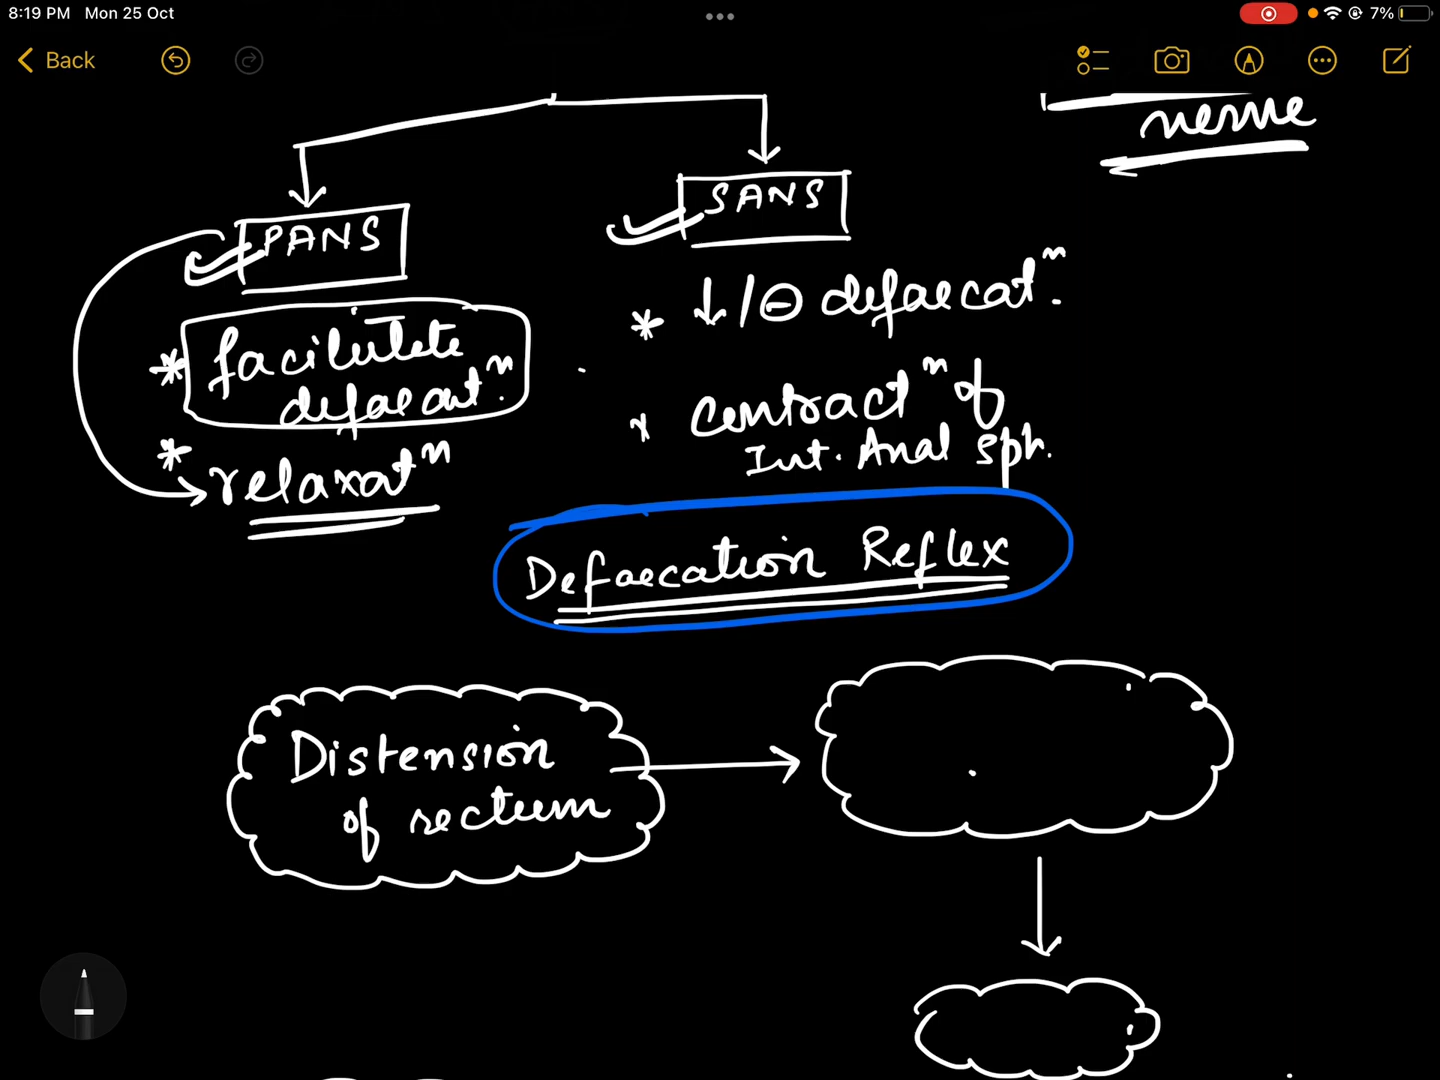 8:19 PM Mon 25 Oct
7%
Back
nerve
SANS
PANS
* ↓/⊖ defaecatⁿ.
* facilitate
defaecatⁿ.
* contractⁿ of
Int. Anal Sph.
* relaxatⁿ
Defaecation Reflex
Distension
of rectum